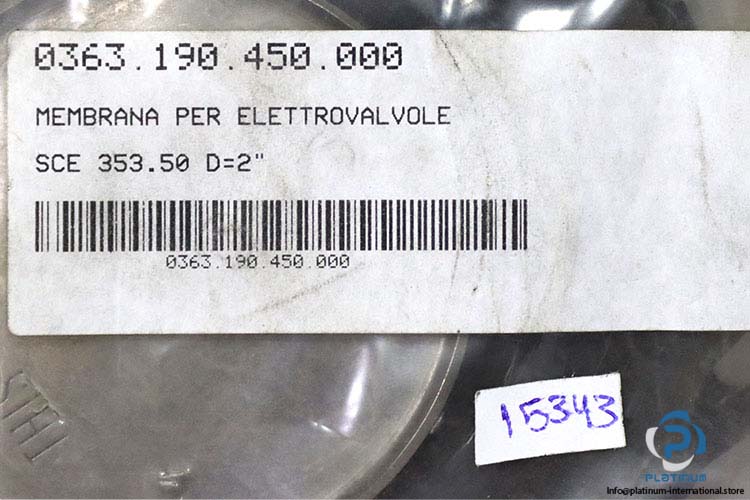 0363.190.450.000
MEMBRANA PER ELETTROVALVOLE
SCE 353.50 D=2"
0363.190.450.000
15343
PLATINUM
Info@platinum-international.store